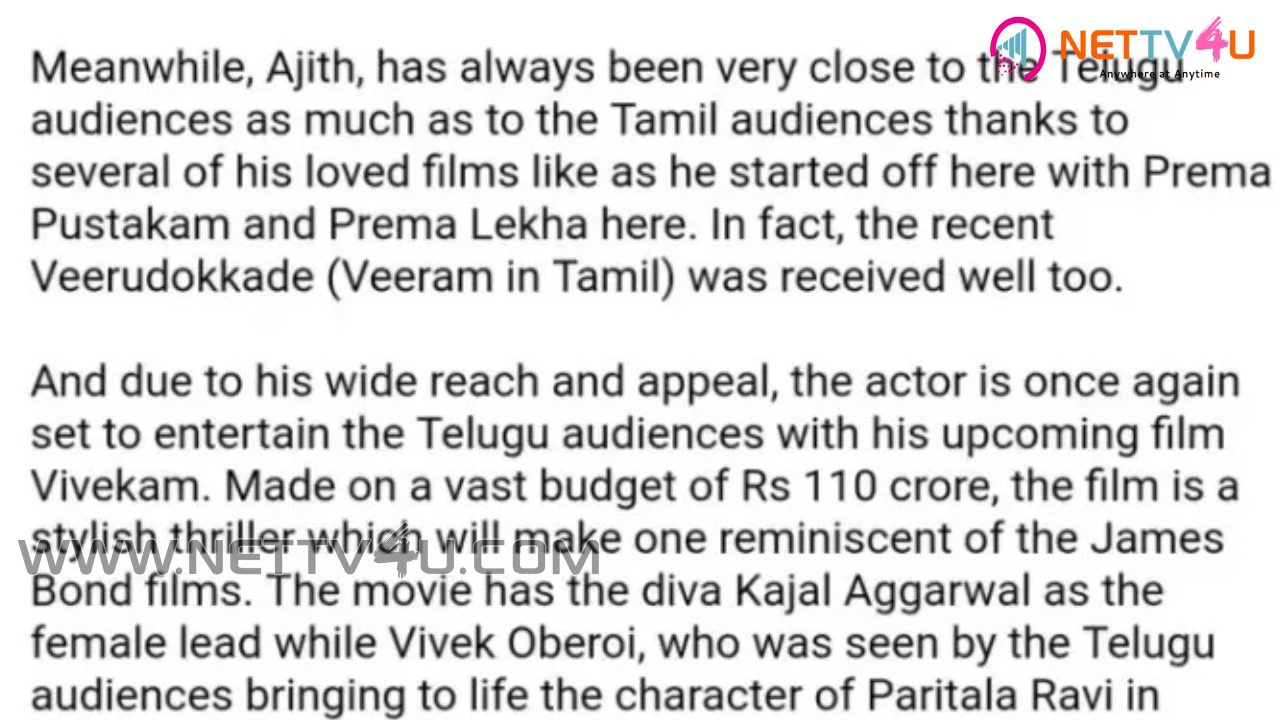 NETTV4U
Anywhere at Anytime
Meanwhile, Ajith, has always been very close to the Telugu
audiences as much as to the Tamil audiences thanks to
several of his loved films like as he started off here with Prema
Pustakam and Prema Lekha here. In fact, the recent
Veerudokkade (Veeram in Tamil) was received well too.
And due to his wide reach and appeal, the actor is once again
set to entertain the Telugu audiences with his upcoming film
Vivekam. Made on a vast budget of Rs 110 crore, the film is a
stylish thriller which will make one reminiscent of the James
WWW.NETTV4U.COM
Bond films. The movie has the diva Kajal Aggarwal as the
female lead while Vivek Oberoi, who was seen by the Telugu
audiences bringing to life the character of Paritala Ravi in